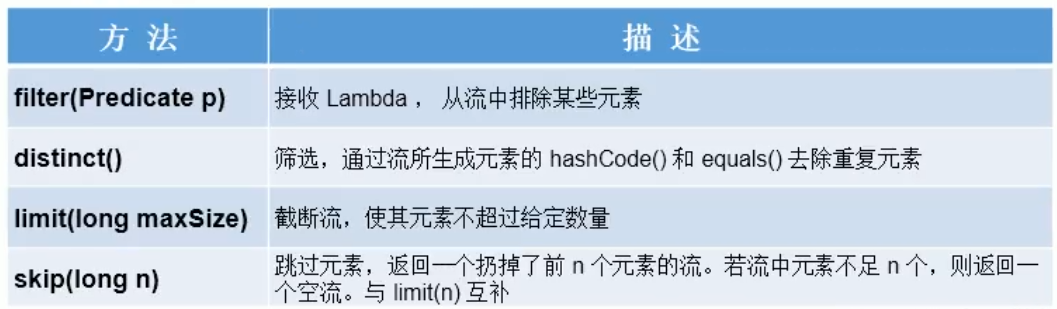 方 法
描 述
filter(Predicate p)
接收 Lambda ， 从流中排除某些元素
distinct()
筛选，通过流所生成元素的 hashCode() 和 equals() 去除重复元素
limit(long maxSize)
截断流，使其元素不超过给定数量
skip(long n)
跳过元素，返回一个扔掉了前 n 个元素的流。若流中元素不足 n 个，则返回一
个空流。与 limit(n) 互补